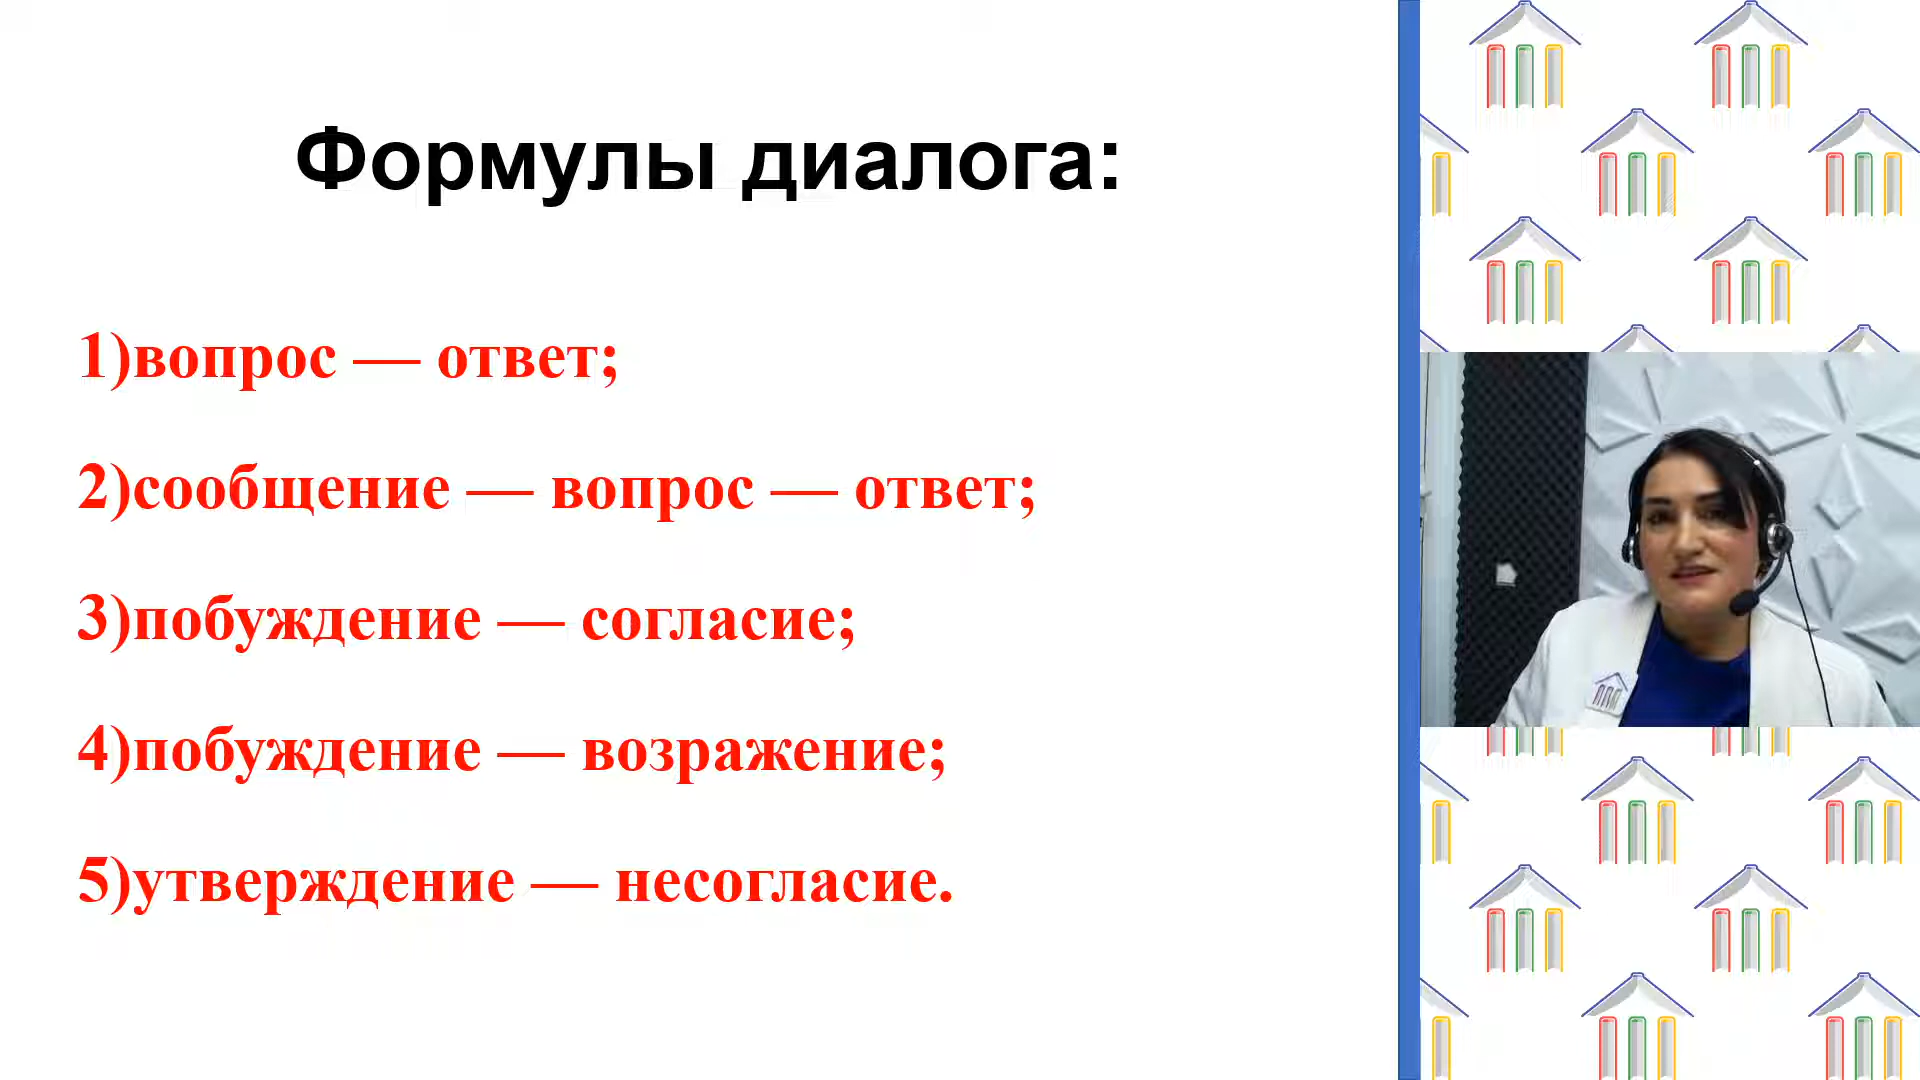 Формулы диалога:
1)вопрос — ответ;
2)сообщение — вопрос — ответ;
3)побуждение — согласие;
4)побуждение — возражение;
5)утверждение — несогласие.